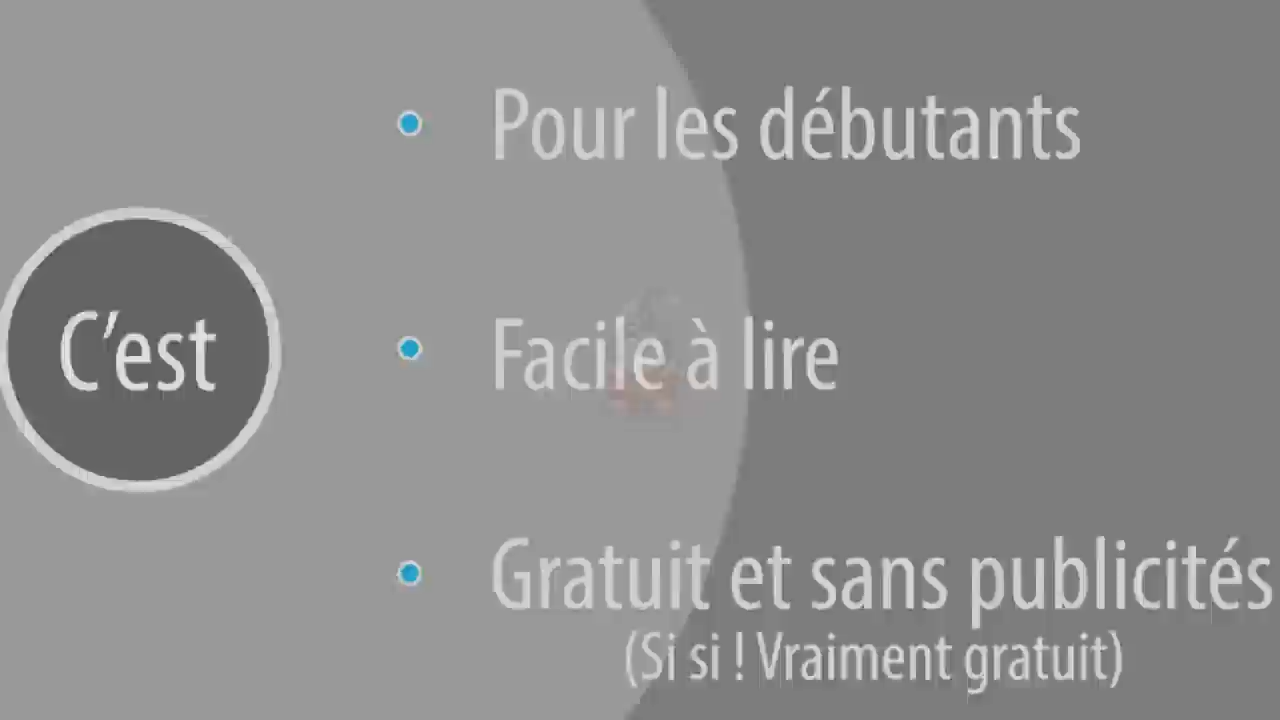 Pour les débutants
C'est
Facile à lire
Gratuit et sans publicités
(Si si ! Vraiment gratuit)